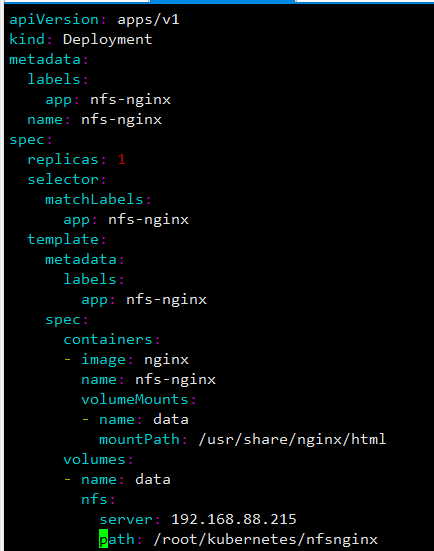 apiVersion: apps/v1
kind: Deployment
metadata:
  labels:
    app: nfs-nginx
  name: nfs-nginx
spec:
  replicas: 1
  selector:
    matchLabels:
      app: nfs-nginx
  template:
    metadata:
      labels:
        app: nfs-nginx
    spec:
      containers:
      - image: nginx
        name: nfs-nginx
        volumeMounts:
        - name: data
          mountPath: /usr/share/nginx/html
      volumes:
      - name: data
        nfs:
          server: 192.168.88.215
          path: /root/kubernetes/nfsnginx